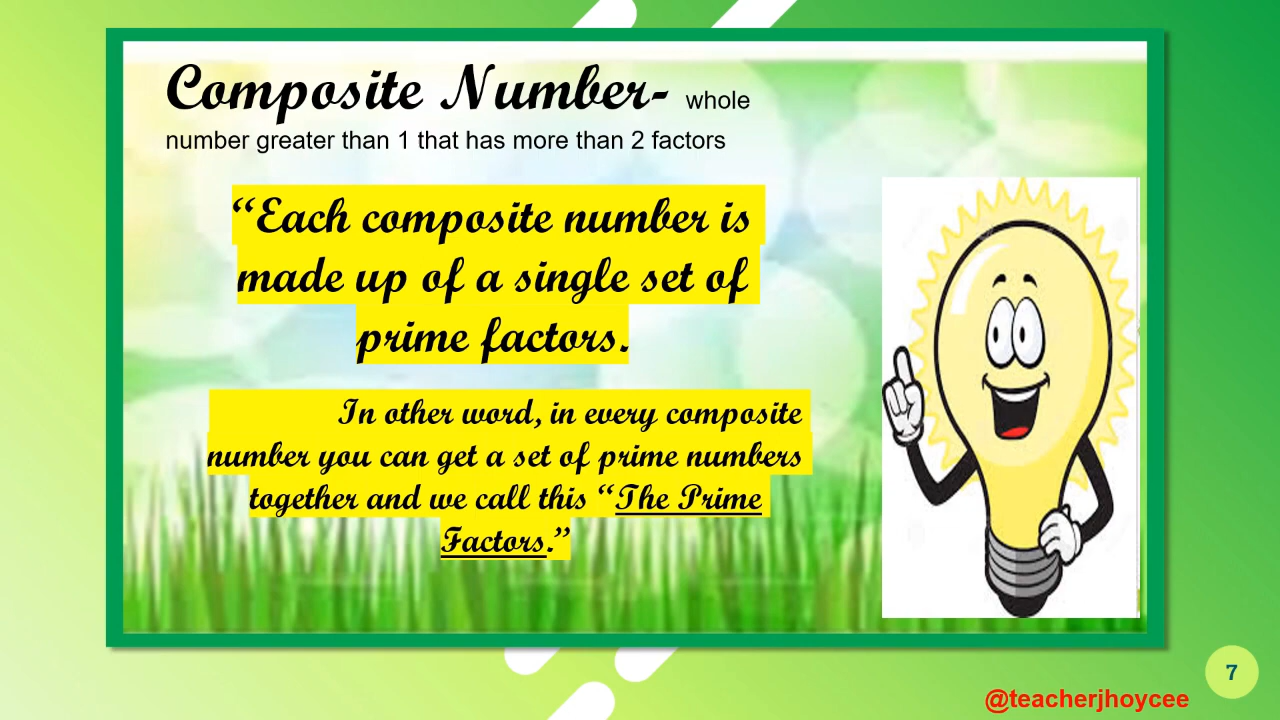 Composite Number- whole
number greater than 1 that has more than 2 factors
“Each composite number is
made up of a single set of
prime factors.
In other word, in every composite
number you can get a set of prime numbers
together and we call this “The Prime
Factors.”
7
@teacherjhoycee